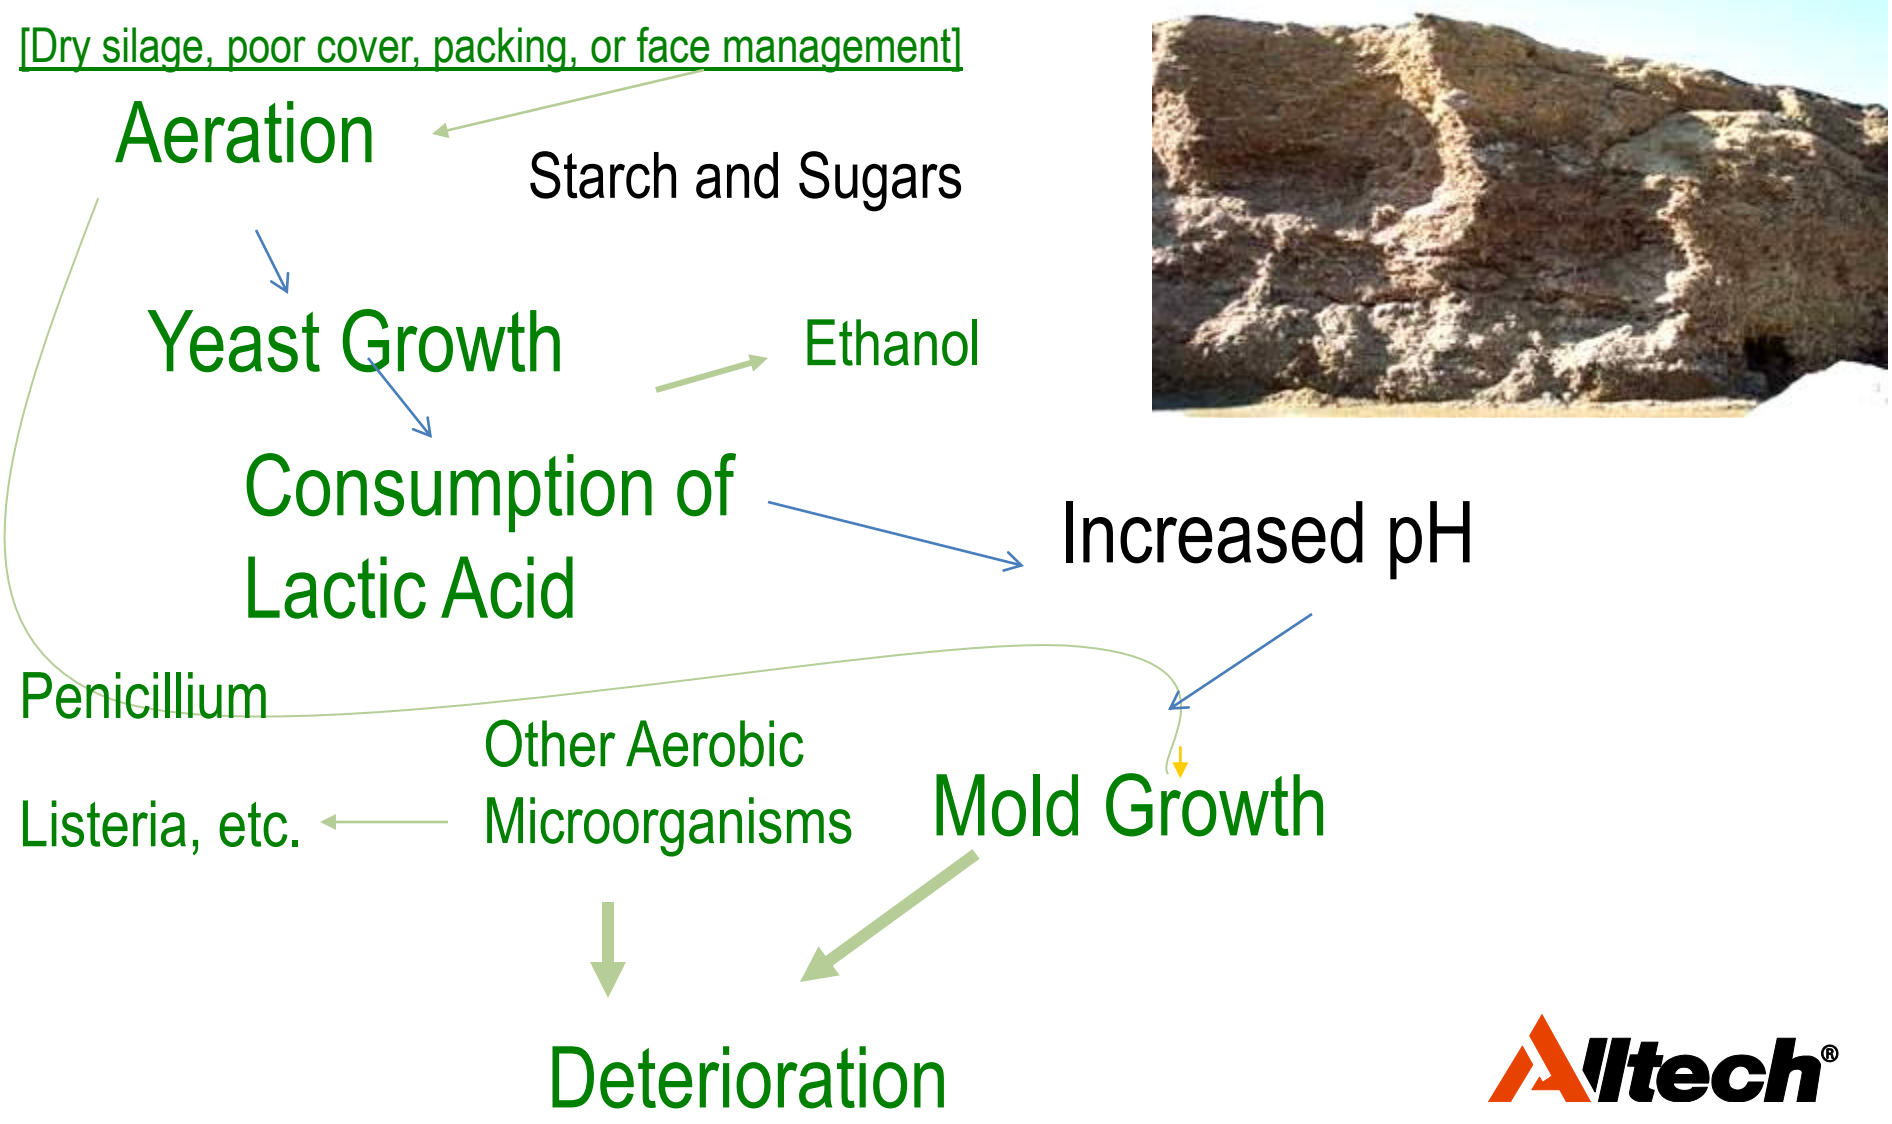 [Dry silage, poor cover, packing, or face management]
Aeration
Starch and Sugars
Yeast Growth
Ethanol
Consumption of
Lactic Acid
Increased pH
Penicillium
Other Aerobic
Microorganisms
Listeria, etc.
Mold Growth
Deterioration
Alltech®